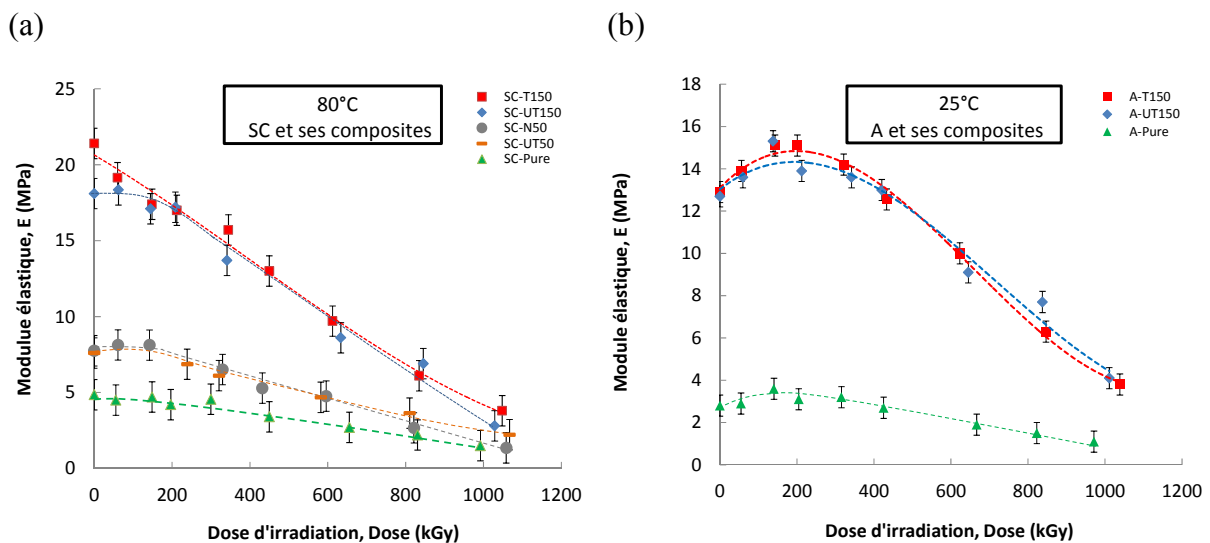 (a)
80°C
SC et ses composites
SC-T150
SC-UT150
SC-N50
SC-UT50
SC-Pure
25
20
15
10
5
0
Modulue élastique, E (MPa)
0 200 400 600 800 1000 1200
Dose d'irradiation, Dose (kGy)
(b)
25°C
A et ses composites
A-T150
A-UT150
A-Pure
18
16
14
12
10
8
6
4
2
0
Module élastique, E (MPa)
0 200 400 600 800 1000 1200
Dose d'irradiation, Dose (kGy)